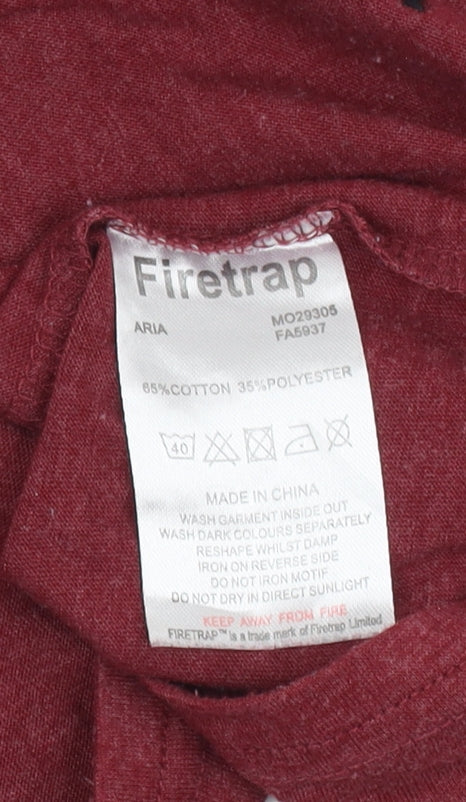 Firetrap
ARIA MO29305
FA5937
65%COTTON 35%POLYESTER
40
MADE IN CHINA
WASH GARMENT INSIDE OUT
WASH DARK COLOURS SEPARATELY
RESHAPE WHILST DAMP
IRON ON REVERSE SIDE
DO NOT IRON MOTIF
DO NOT DRY IN DIRECT SUNLIGHT
KEEP AWAY FROM FIRE
FIRETRAP™ is a trade mark of Firetrap Limited